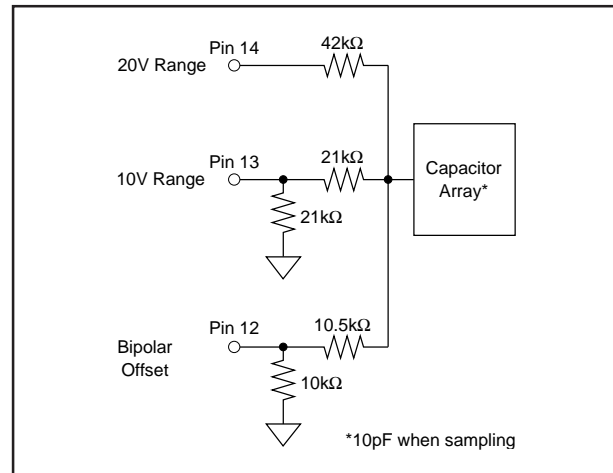 Pin 14
42kΩ
20V Range
Pin 13
21kΩ
10V Range
21kΩ
Capacitor
Array*
Pin 12
10.5kΩ
Bipolar
Offset
10kΩ
*10pF when sampling